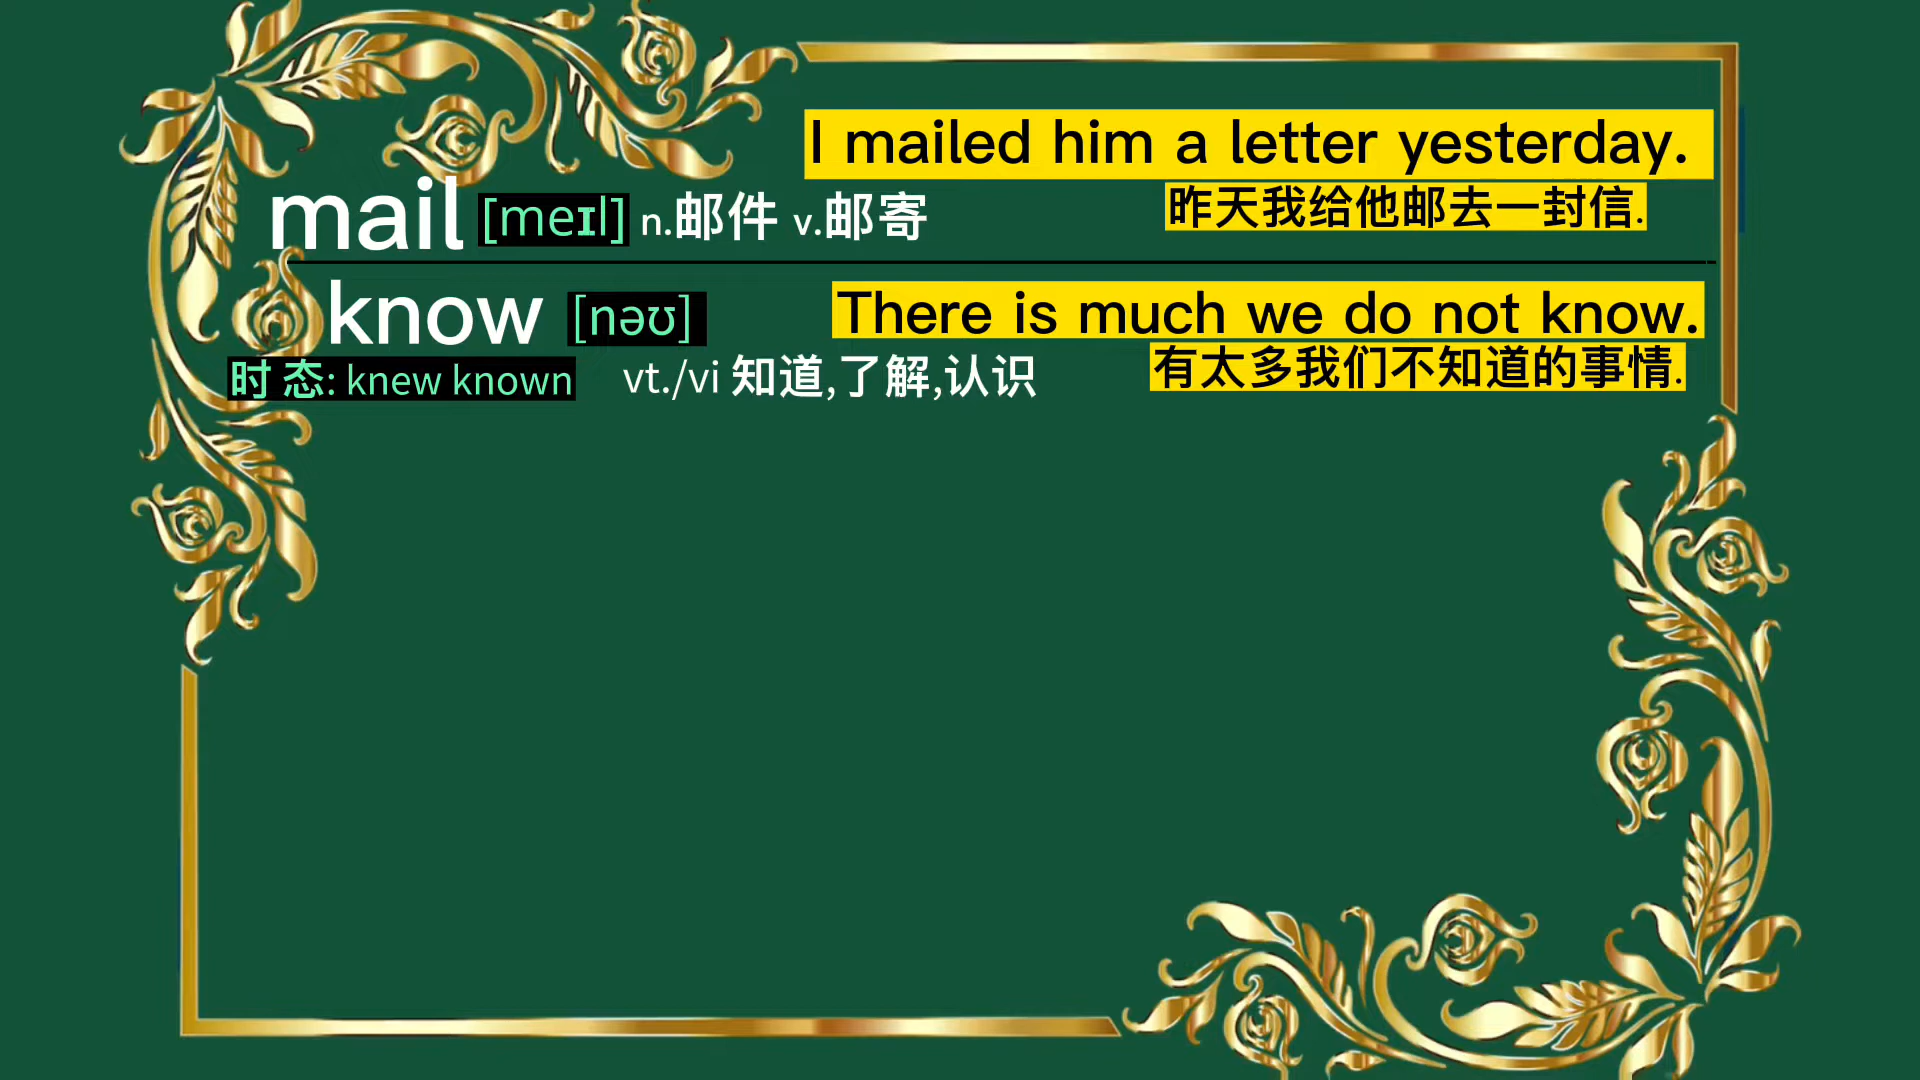 I mailed him a letter yesterday.
mail [meɪl] n.邮件 v.邮寄
昨天我给他邮去一封信.
know [nəʊ]
There is much we do not know.
时 态: knew known
vt./vi 知道,了解,认识
有太多我们不知道的事情.